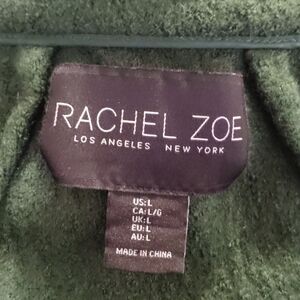 RACHEL ZOE
LOS ANGELES NEW YORK
US: L
CA: L/G
UK: L
EU: L
AU: L
MADE IN CHINA